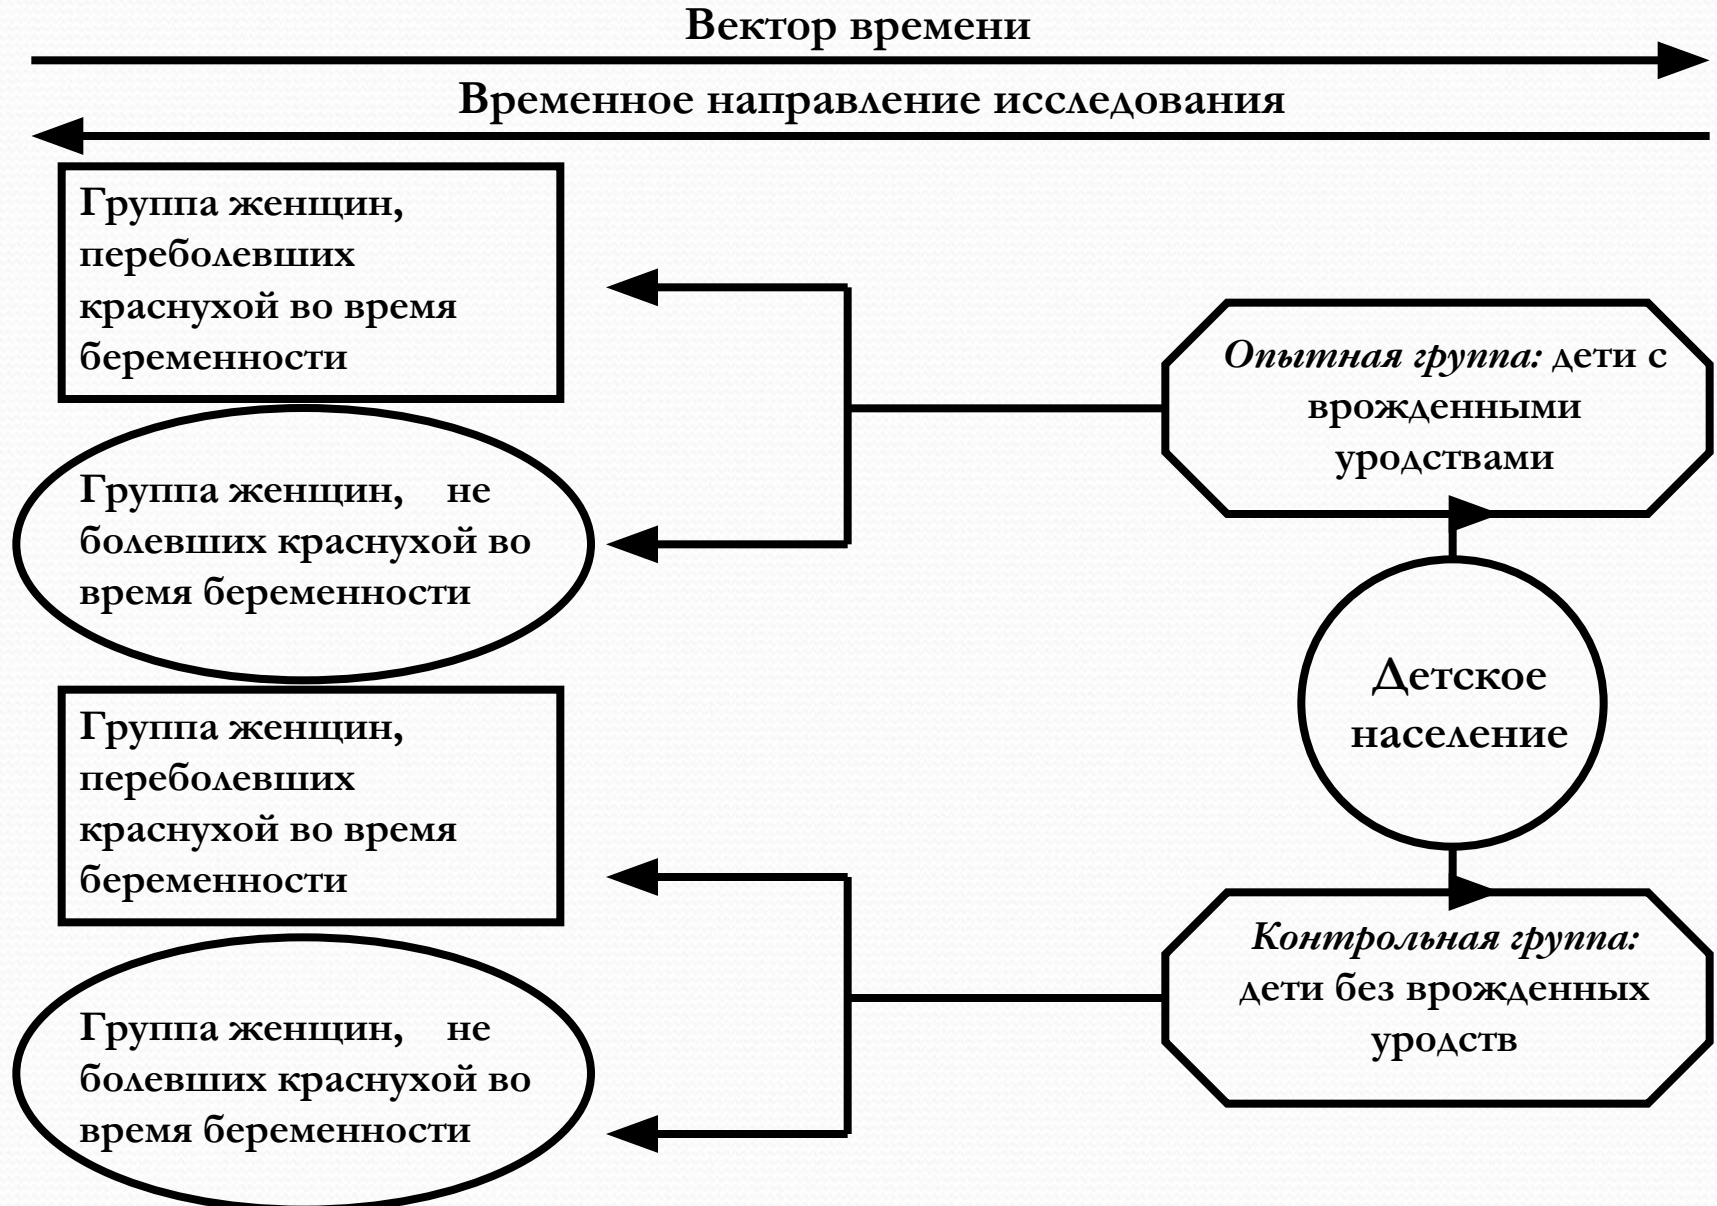 Вектор времени
Временное направление исследования
Группа женщин,
переболевших
краснухой во время
беременности
Опытная группа: дети с
врожденными
уродствами
Группа женщин, не
болевших краснухой во
время беременности
Детское
население
Группа женщин,
переболевших
краснухой во время
беременности
Контрольная группа:
дети без врожденных
уродств
Группа женщин, не
болевших краснухой во
время беременности